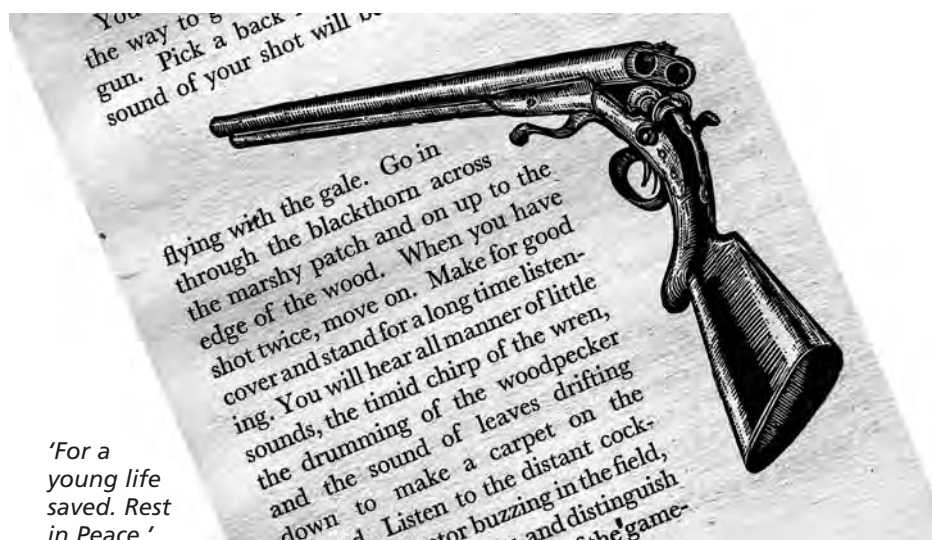 You
the way to g
gun. Pick a back
sound of your shot will be
flying with the gale. Go in
through the blackthorn across
the marshy patch and on up to the
edge of the wood. When you have
shot twice, move on. Make for good
cover and stand for a long time listen-
ing. You will hear all manner of little
sounds, the timid chirp of the wren,
the drumming of the woodpecker
and the sound of leaves drifting
down to make a carpet on the
Listen to the distant cock-
tor buzzing in the field,
and distinguish
of the game-
'For a
young life
saved. Rest
in Peace.'